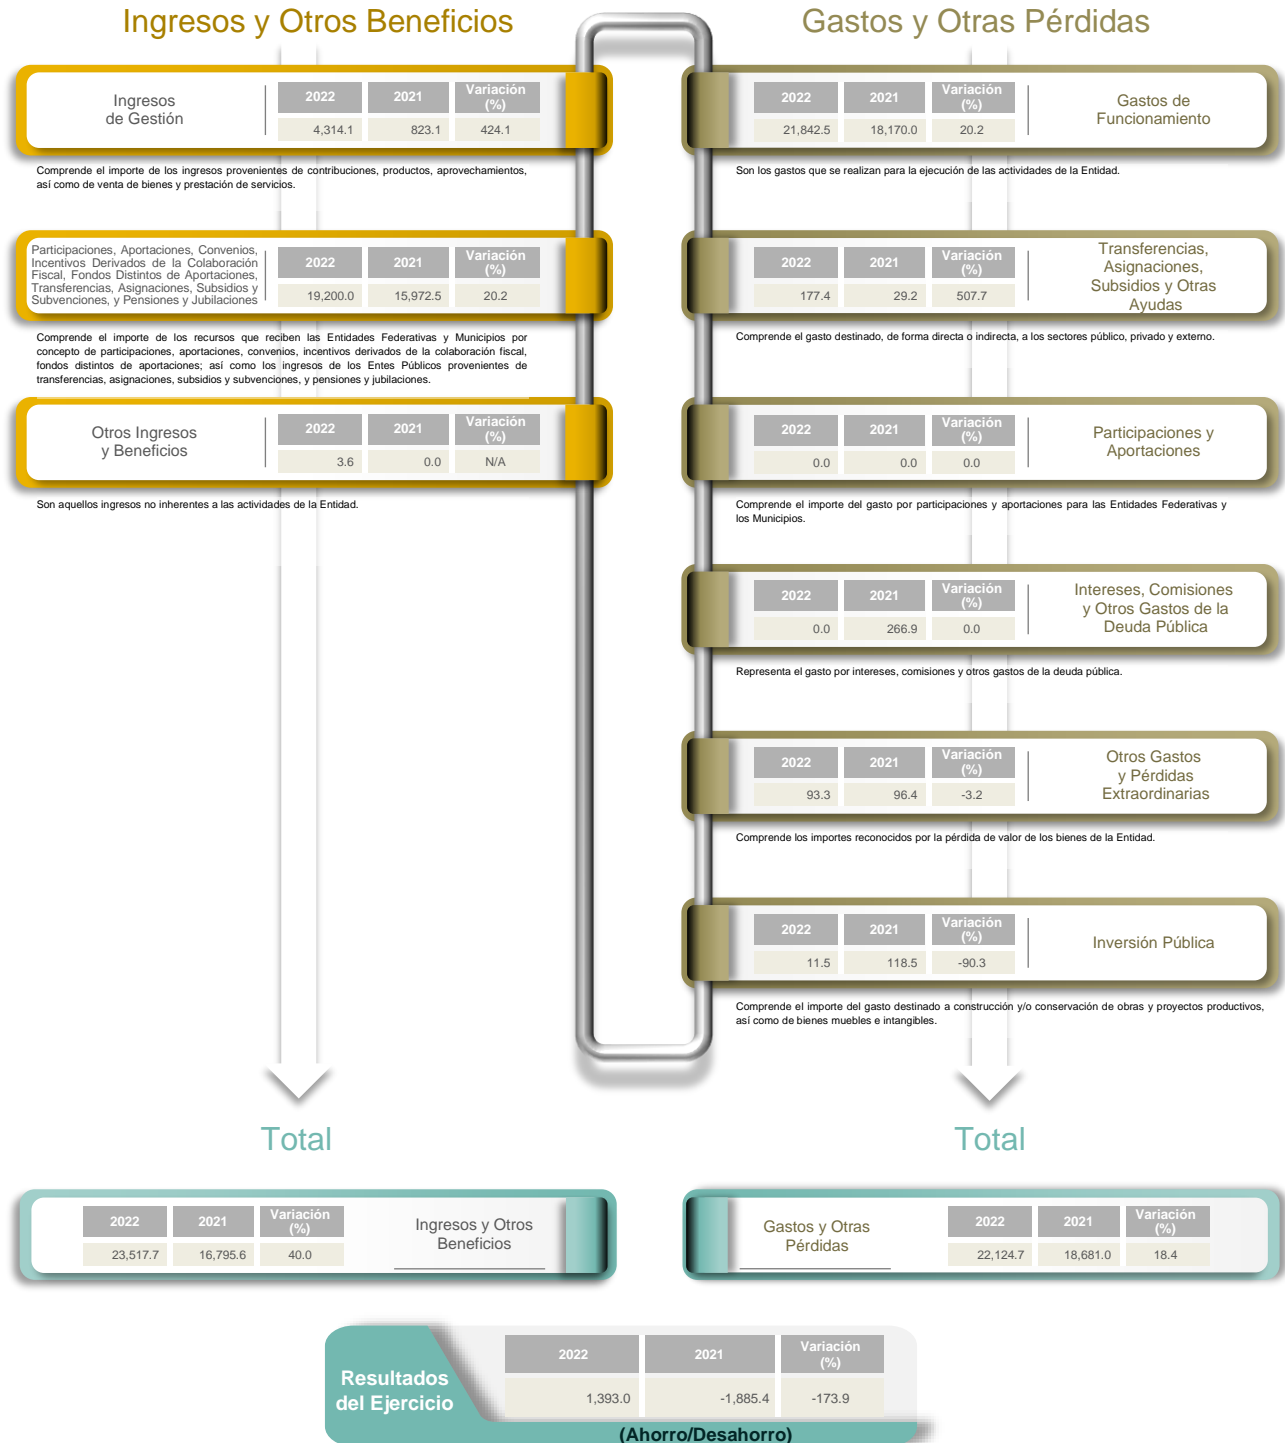 Ingresos y Otros Beneficios
Ingresos
de Gestión
2022 2021 Variación
(%)
4,314.1 823.1 424.1
Comprende el importe de los ingresos provenientes de contribuciones, productos, aprovechamientos,
así como de venta de bienes y prestación de servicios.
Participaciones, Aportaciones, Convenios,
Incentivos Derivados de la Colaboración
Fiscal, Fondos Distintos de Aportaciones,
Transferencias, Asignaciones, Subsidios y
Subvenciones, y Pensiones y Jubilaciones
2022 2021 Variación
(%)
19,200.0 15,972.5 20.2
Comprende el importe de los recursos que reciben las Entidades Federativas y Municipios por
concepto de participaciones, aportaciones, convenios, incentivos derivados de la colaboración fiscal,
fondos distintos de aportaciones; así como los ingresos de los Entes Públicos provenientes de
transferencias, asignaciones, subsidios y subvenciones, y pensiones y jubilaciones.
Otros Ingresos
y Beneficios
2022 2021 Variación
(%)
3.6 0.0 N/A
Son aquellos ingresos no inherentes a las actividades de la Entidad.
Gastos y Otras Pérdidas
2022 2021 Variación
(%)
21,842.5 18,170.0 20.2
Gastos de
Funcionamiento
Son los gastos que se realizan para la ejecución de las actividades de la Entidad.
2022 2021 Variación
(%)
177.4 29.2 507.7
Transferencias,
Asignaciones,
Subsidios y Otras
Ayudas
Comprende el gasto destinado, de forma directa o indirecta, a los sectores público, privado y externo.
2022 2021 Variación
(%)
0.0 0.0 0.0
Participaciones y
Aportaciones
Comprende el importe del gasto por participaciones y aportaciones para las Entidades Federativas y
los Municipios.
2022 2021 Variación
(%)
0.0 266.9 0.0
Intereses, Comisiones
y Otros Gastos de la
Deuda Pública
Representa el gasto por intereses, comisiones y otros gastos de la deuda pública.
2022 2021 Variación
(%)
93.3 96.4 -3.2
Otros Gastos
y Pérdidas
Extraordinarias
Comprende los importes reconocidos por la pérdida de valor de los bienes de la Entidad.
2022 2021 Variación
(%)
11.5 118.5 -90.3
Inversión Pública
Comprende el importe del gasto destinado a construcción y/o conservación de obras y proyectos productivos,
así como de bienes muebles e intangibles.
Total
2022 2021 Variación
(%)
23,517.7 16,795.6 40.0
Ingresos y Otros
Beneficios
Total
Gastos y Otras
Pérdidas
2022 2021 Variación
(%)
22,124.7 18,681.0 18.4
Resultados
del Ejercicio
2022 2021 Variación
(%)
1,393.0 -1,885.4 -173.9
(Ahorro/Desahorro)